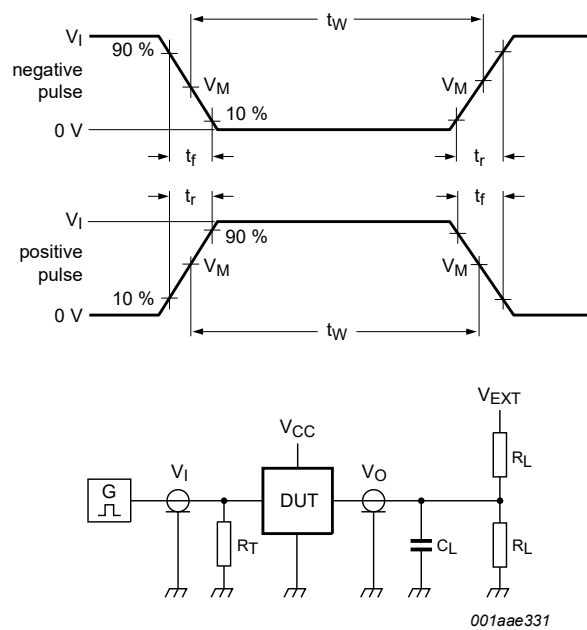 tW
VI
90 %
negative
pulse
VM
VM
10 %
0 V
tf
tr
tr
tf
VI
90 %
positive
pulse
VM
VM
10 %
0 V
tW
VEXT
VCC
VI
VO
RL
G
DUT
RT
CL
RL
001aae331